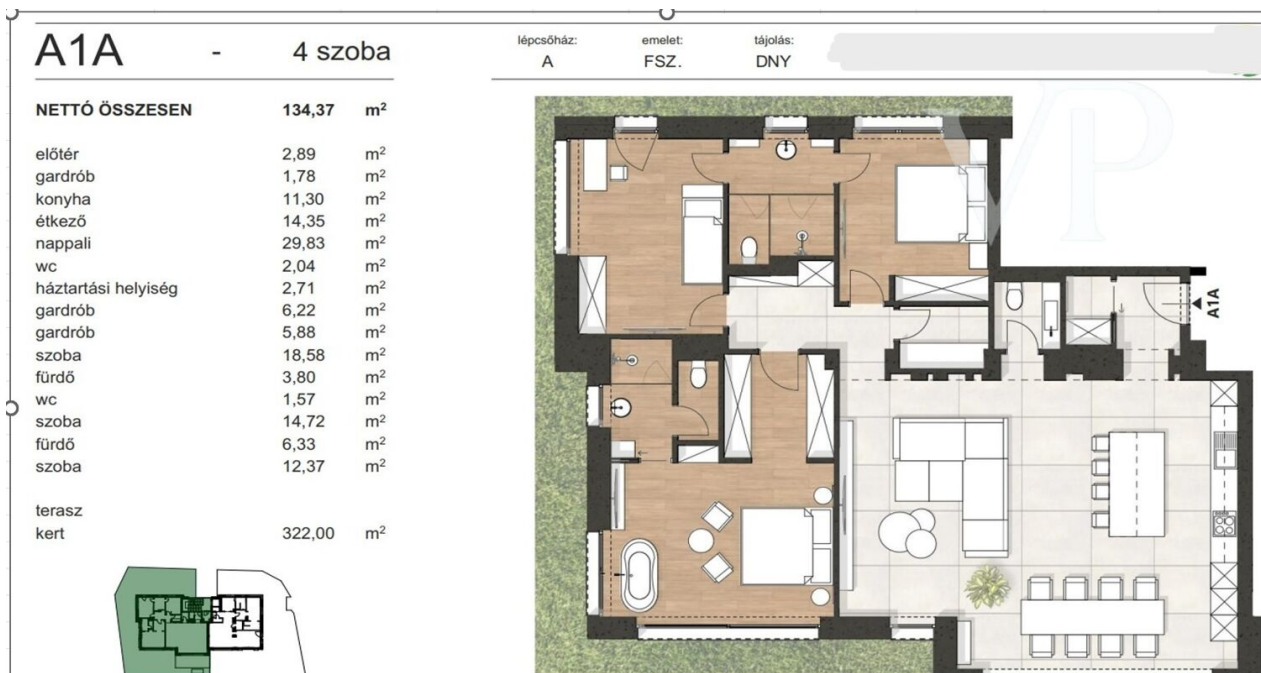 A1A - 4 szoba
lépcsőház: emelet: tájolás:
A FSZ. DNY
NETTÓ ÖSSZESEN 134,37 m²
előtér 2,89 m²
gardrób 1,78 m²
konyha 11,30 m²
étkező 14,35 m²
nappali 29,83 m²
wc 2,04 m²
háztartási helyiség 2,71 m²
gardrób 6,22 m²
gardrób 5,88 m²
szoba 18,58 m²
fürdő 3,80 m²
wc 1,57 m²
szoba 14,72 m²
fürdő 6,33 m²
szoba 12,37 m²
terasz
kert 322,00 m²
A1A
VP